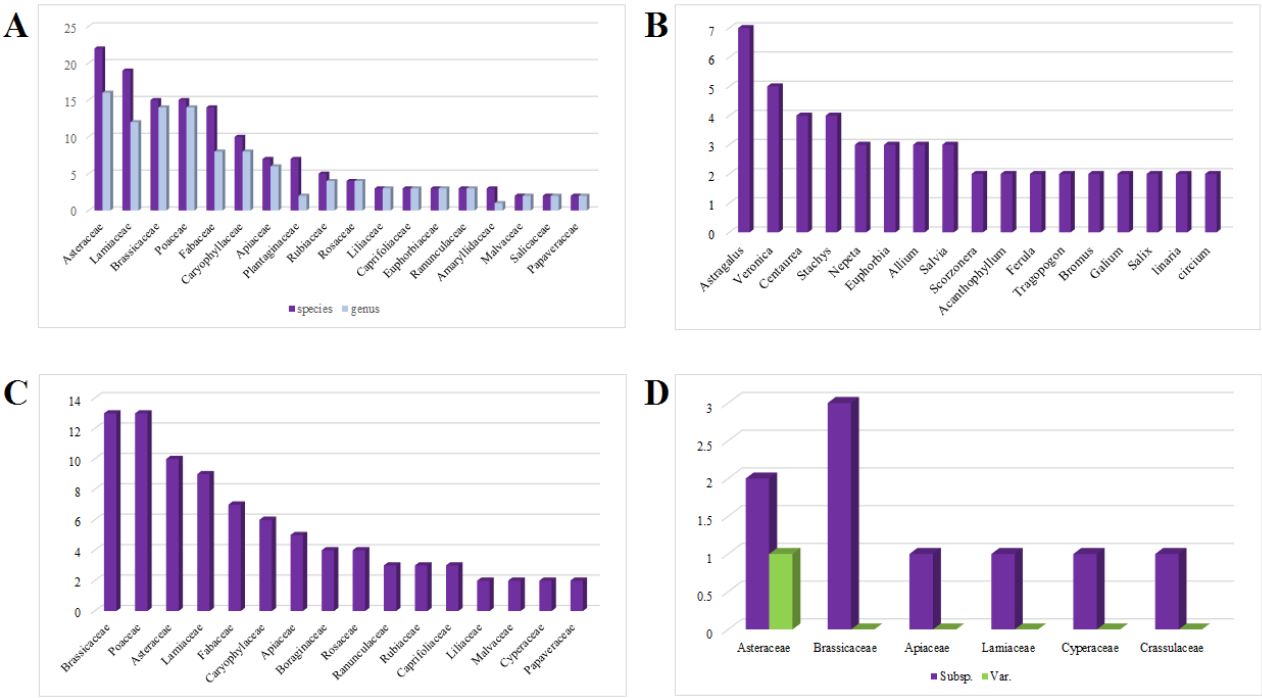 A
25
20
15
10
5
0
Asteraceae
Lamiaceae
Brassicaceae
Poaceae
Fabaceae
Caryophyllaceae
Apiaceae
Plantaginaceae
Rubiaceae
Rosaceae
Liliaceae
Caprifoliaceae
Euphorbiaceae
Ranunculaceae
Amaryllidaceae
Malvaceae
Salicaceae
Papaveraceae
species genus
B
7
6
5
4
3
2
1
0
Astragalus
Veronica
Centaurea
Stachys
Nepeta
Euphorbia
Allium
Salvia
Scorzonera
Acanthophyllum
Ferula
Tragopogon
Bromus
Galium
Salix
linaria
circium
C
14
12
10
8
6
4
2
0
Brassicaceae
Poaceae
Asteraceae
Lamiaceae
Fabaceae
Caryophylaceae
Apiaceae
Boraginaceae
Rosaceae
Ranunculaceae
Rubiaceae
Caprifoliaceae
Liliaceae
Malvaceae
Cyperaceae
Papaveraceae
D
3
2.5
2
1.5
1
0.5
0
Asteraceae Brassicaceae Apiaceae Lamiaceae Cyperaceae Crassulaceae
Subsp. Var.